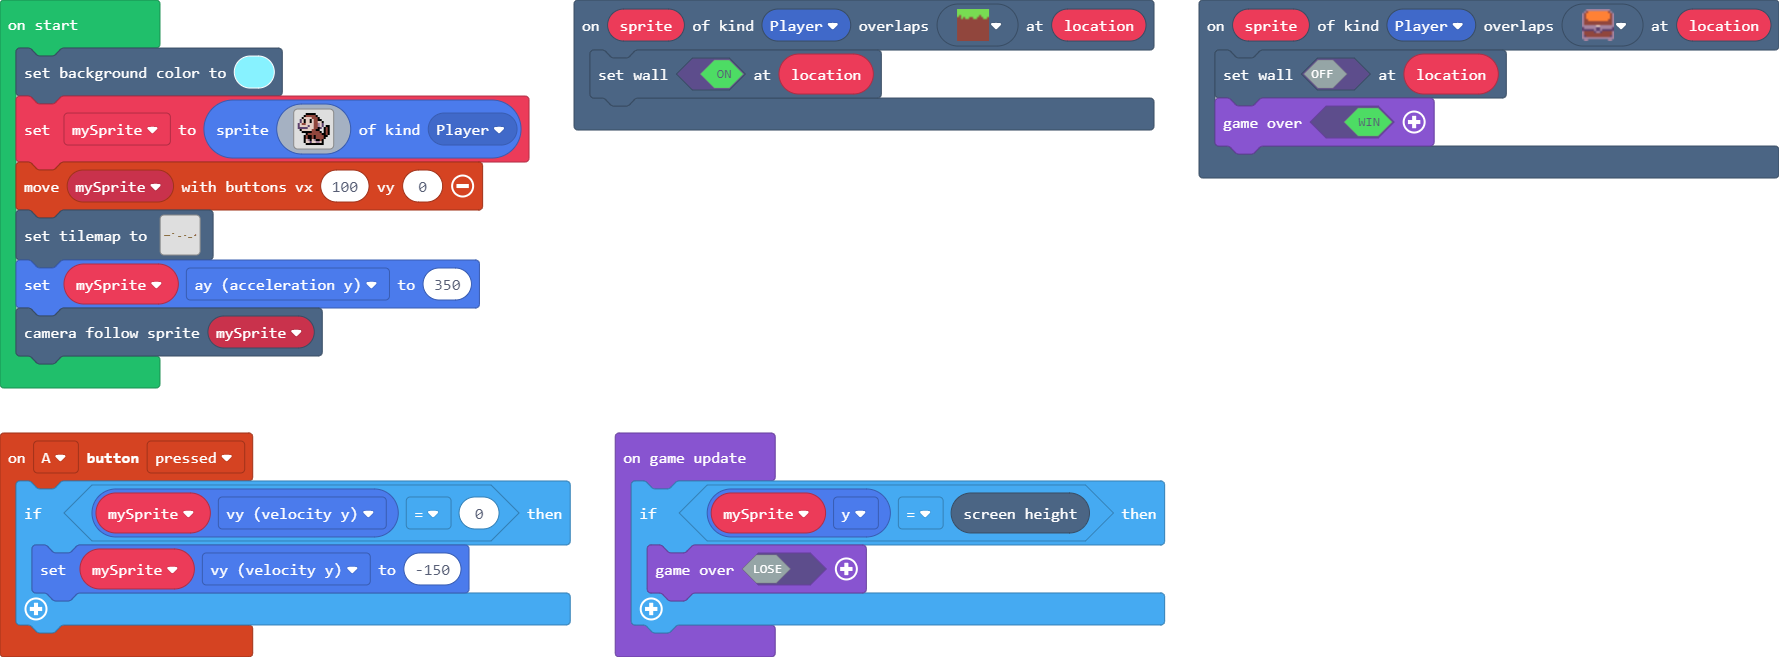 on start
set background color to
set mySprite to sprite of kind Player
move mySprite with buttons vx 100 vy 0
set tilemap to
set mySprite ay (acceleration y) to 350
camera follow sprite mySprite
on sprite of kind Player overlaps at location
set wall ON at location
on sprite of kind Player overlaps at location
set wall OFF at location
game over WIN
on A button pressed
if mySprite vy (velocity y) = 0 then
set mySprite vy (velocity y) to -150
on game update
if mySprite y = screen height then
game over LOSE